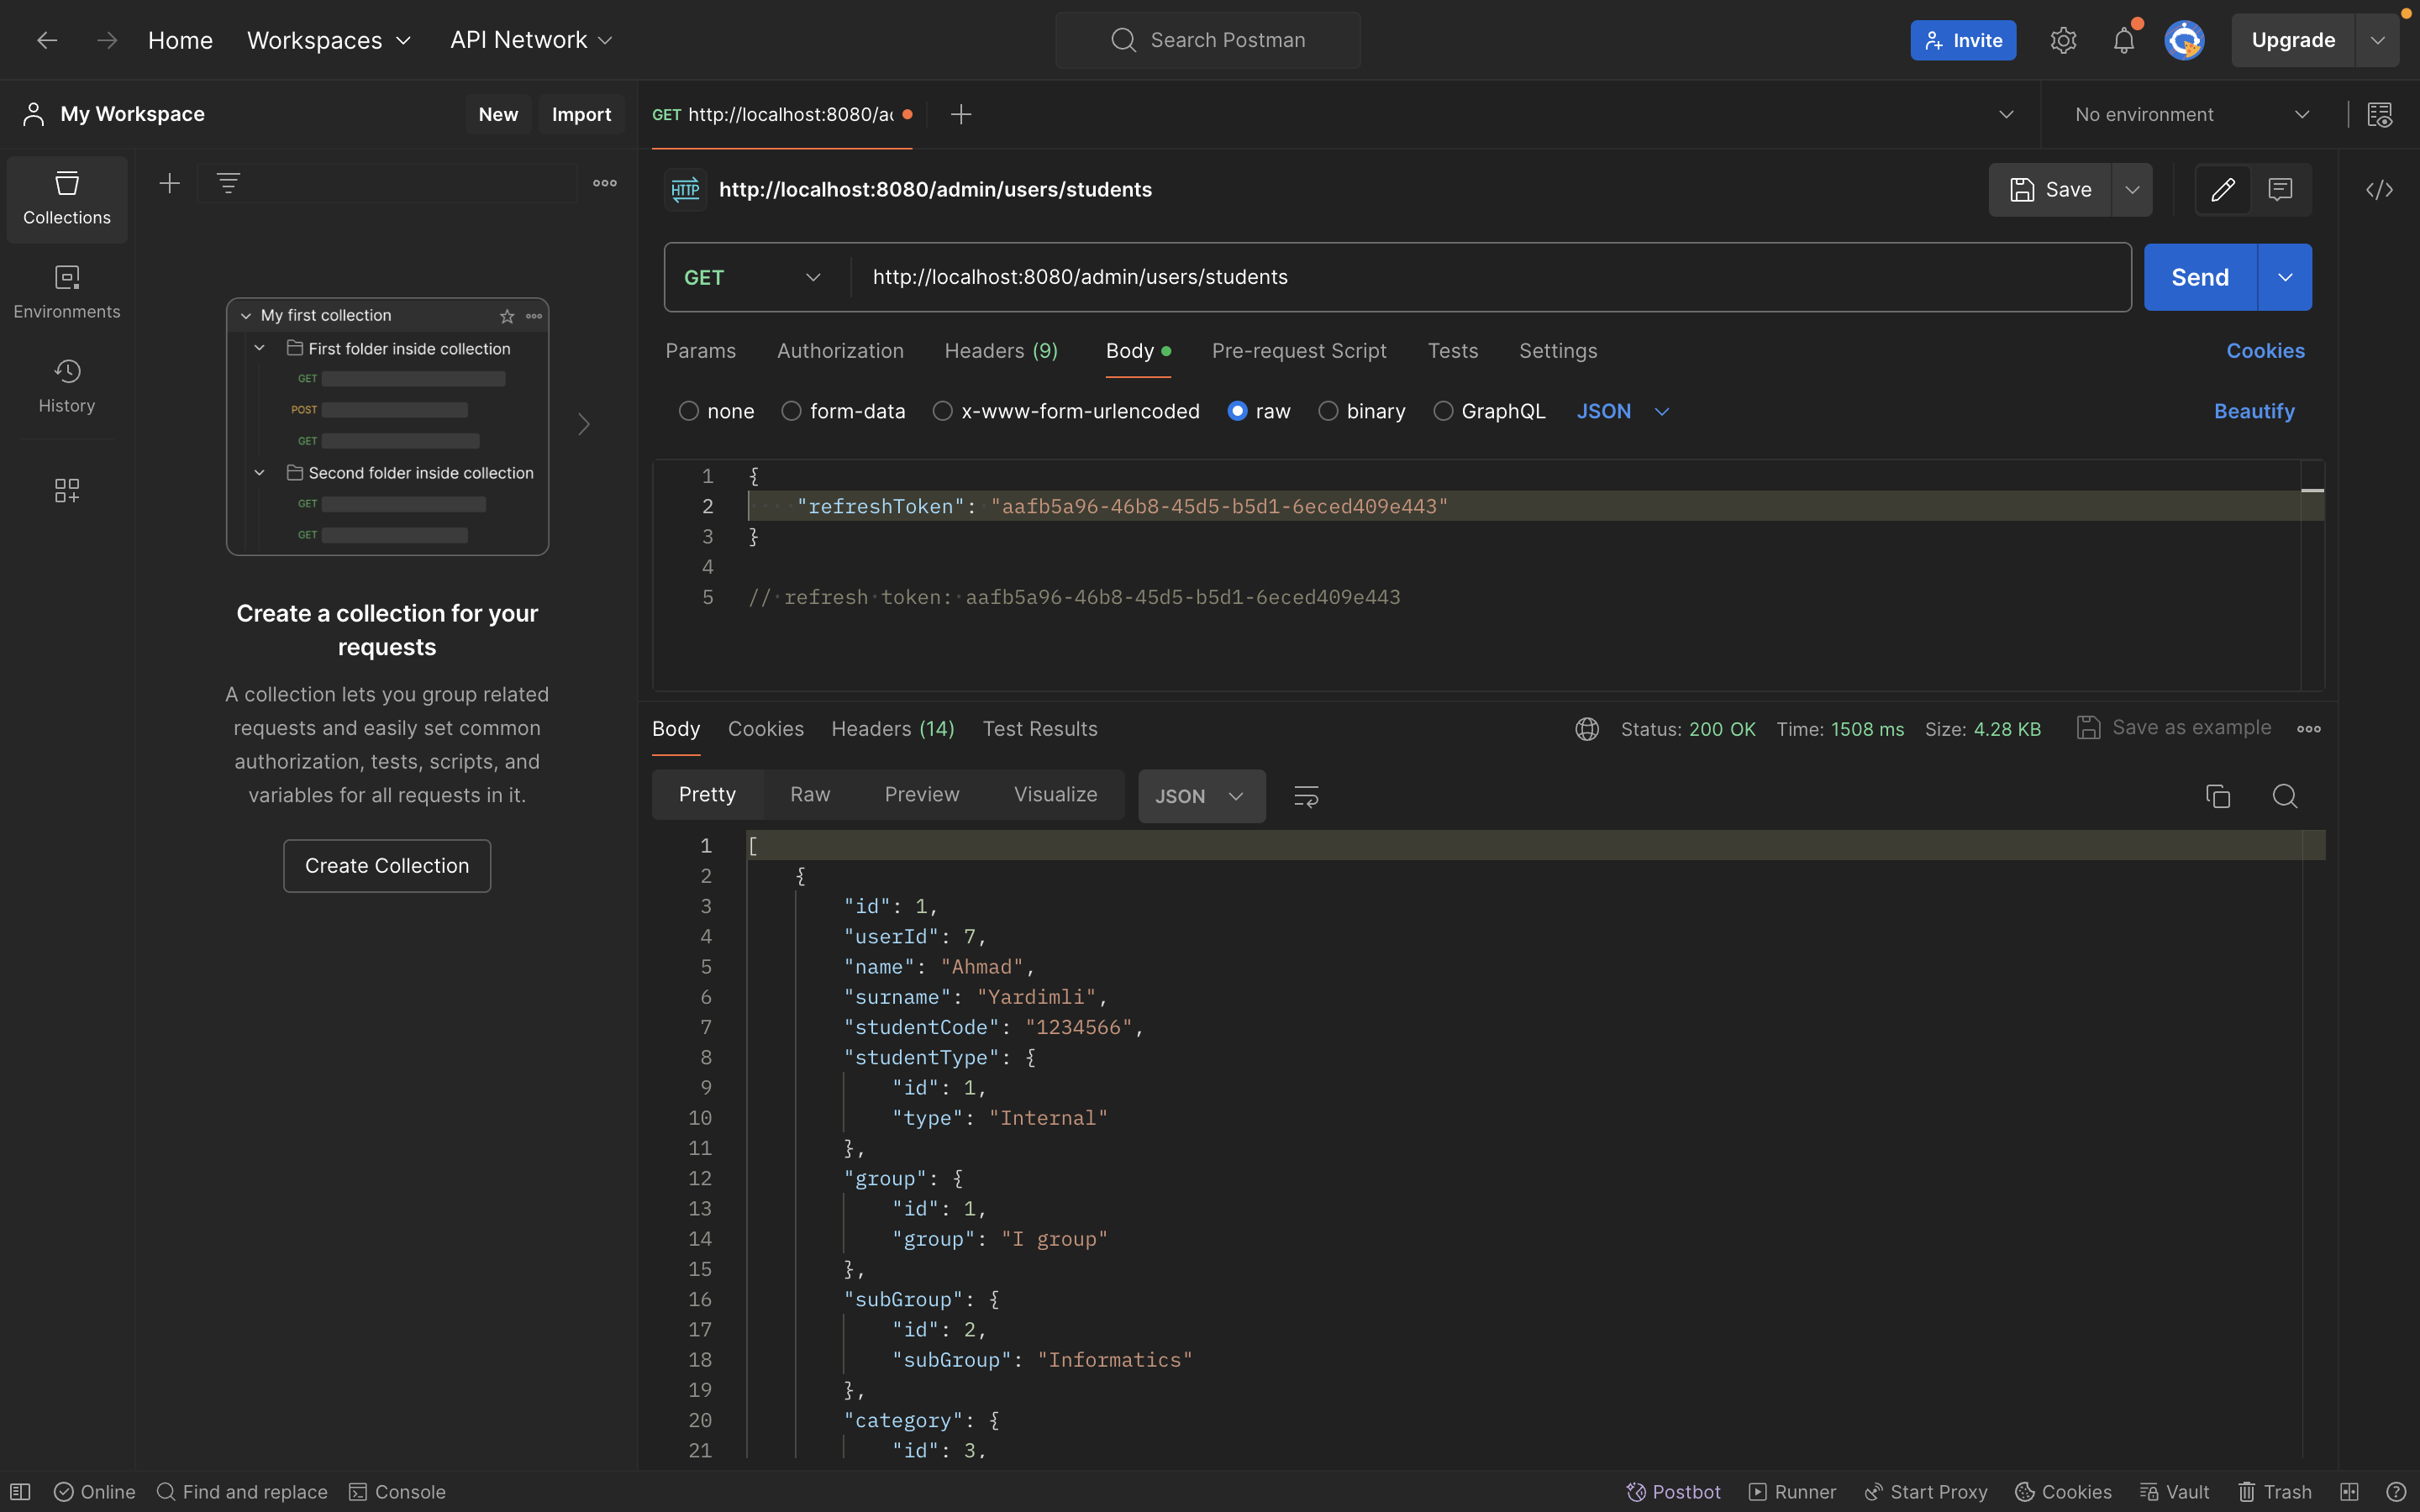 Home
Workspaces
API Network
Search Postman
Invite
Upgrade
My Workspace
New
Import
GET http://localhost:8080/a
No environment
Collections
Environments
History
http://localhost:8080/admin/users/students
Save
GET
http://localhost:8080/admin/users/students
Send
Params
Authorization
Headers (9)
Body
Pre-request Script
Tests
Settings
Cookies
none
form-data
x-www-form-urlencoded
raw
binary
GraphQL
JSON
Beautify
1 {
2 "refreshToken": "aafb5a96-46b8-45d5-b5d1-6eced409e443"
3 }
4
5 // refresh token: aafb5a96-46b8-45d5-b5d1-6eced409e443
My first collection
First folder inside collection
GET
POST
GET
Second folder inside collection
GET
GET
Create a collection for your
requests
A collection lets you group related
requests and easily set common
authorization, tests, scripts, and
variables for all requests in it.
Create Collection
Body
Cookies
Headers (14)
Test Results
Status: 200 OK Time: 1508 ms Size: 4.28 KB
Save as example
Pretty
Raw
Preview
Visualize
JSON
1 [
2 {
3 "id": 1,
4 "userId": 7,
5 "name": "Ahmad",
6 "surname": "Yardimli",
7 "studentCode": "1234566",
8 "studentType": {
9 "id": 1,
10 "type": "Internal"
11 },
12 "group": {
13 "id": 1,
14 "group": "I group"
15 },
16 "subGroup": {
17 "id": 2,
18 "subGroup": "Informatics"
19 },
20 "category": {
21 "id": 3,
Online
Find and replace
Console
Postbot
Runner
Start Proxy
Cookies
Vault
Trash